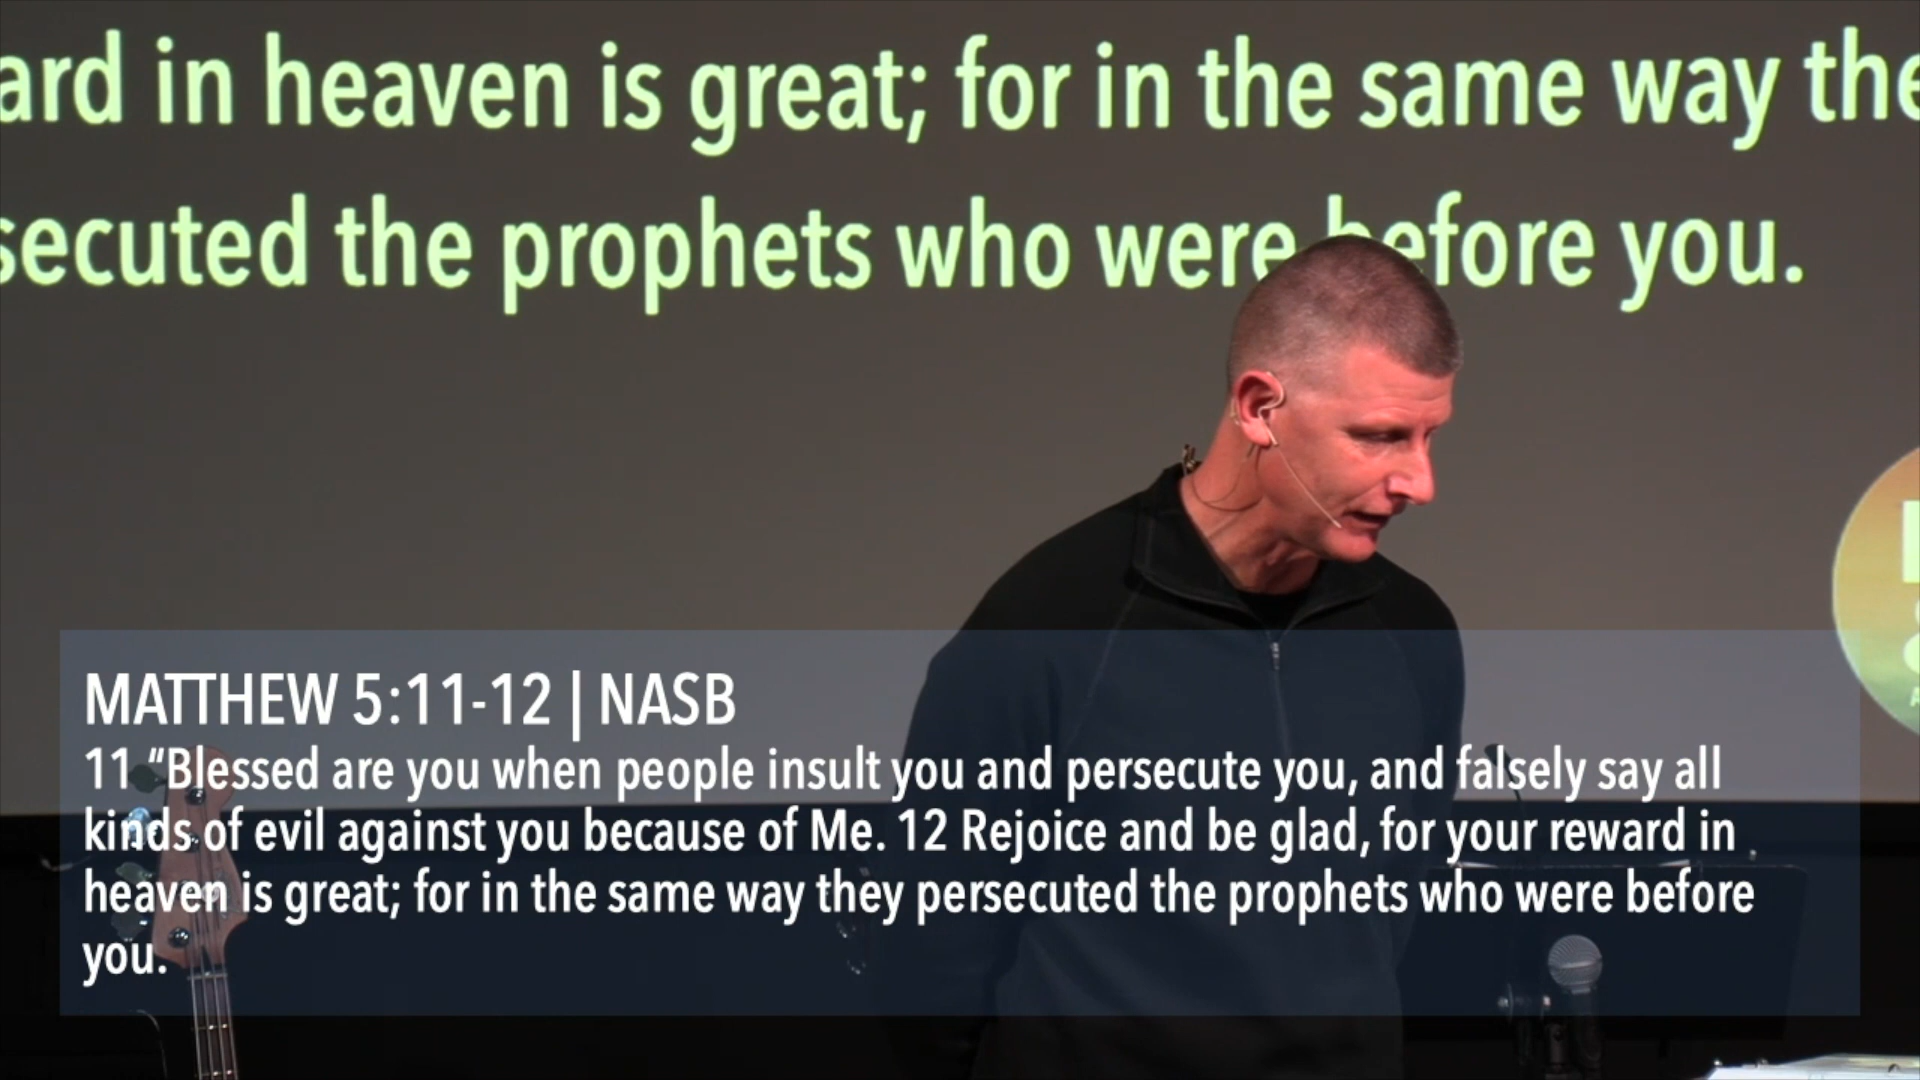 ard in heaven is great; for in the same way the
secuted the prophets who were before you.
MATTHEW 5:11-12 | NASB
11 “Blessed are you when people insult you and persecute you, and falsely say all
kinds of evil against you because of Me. 12 Rejoice and be glad, for your reward in
heaven is great; for in the same way they persecuted the prophets who were before
you.